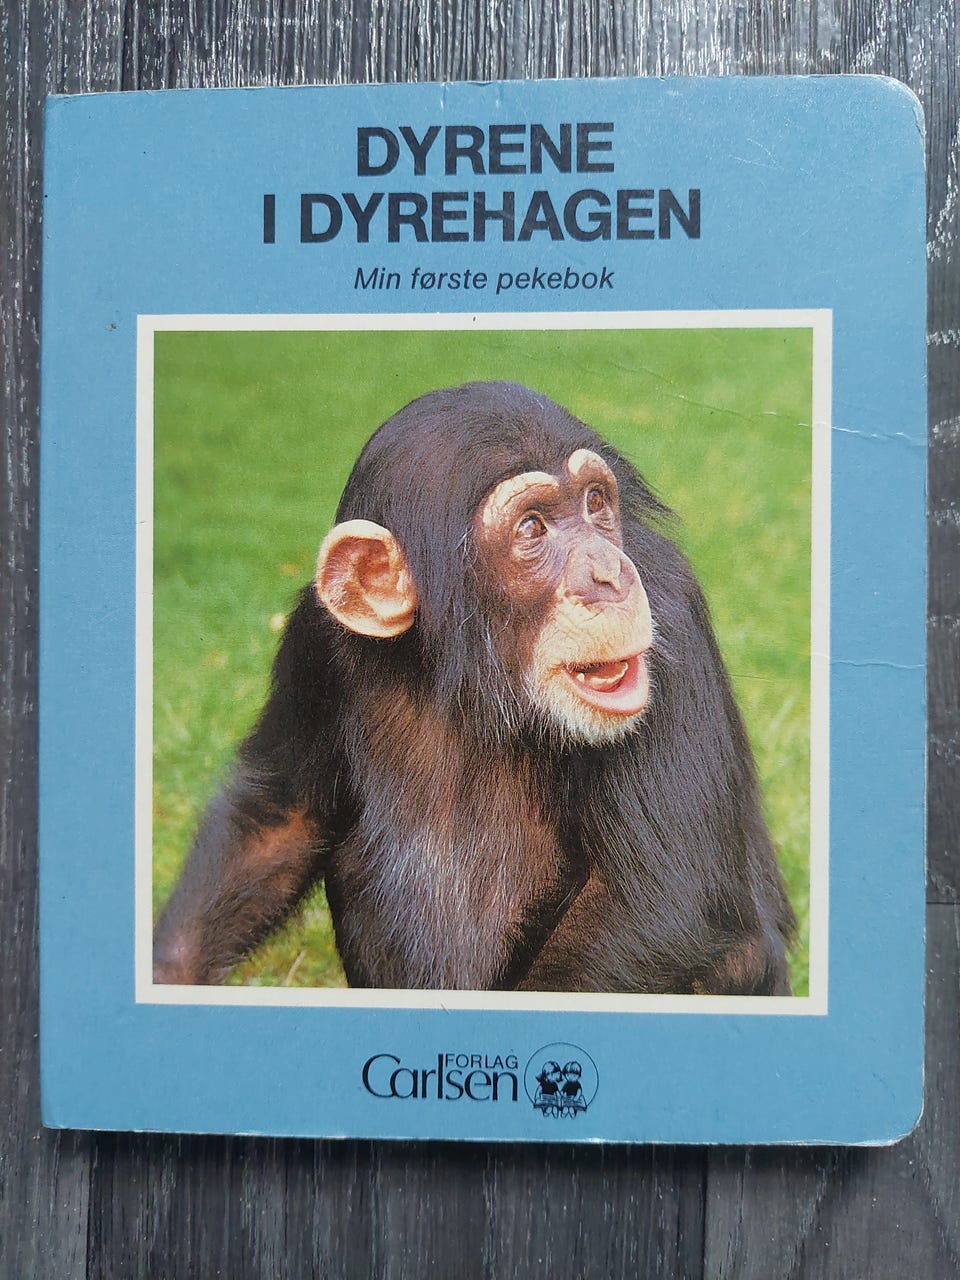 DYRENE
I DYREHAGEN
Min første pekebok
FORLAG
Carlsen